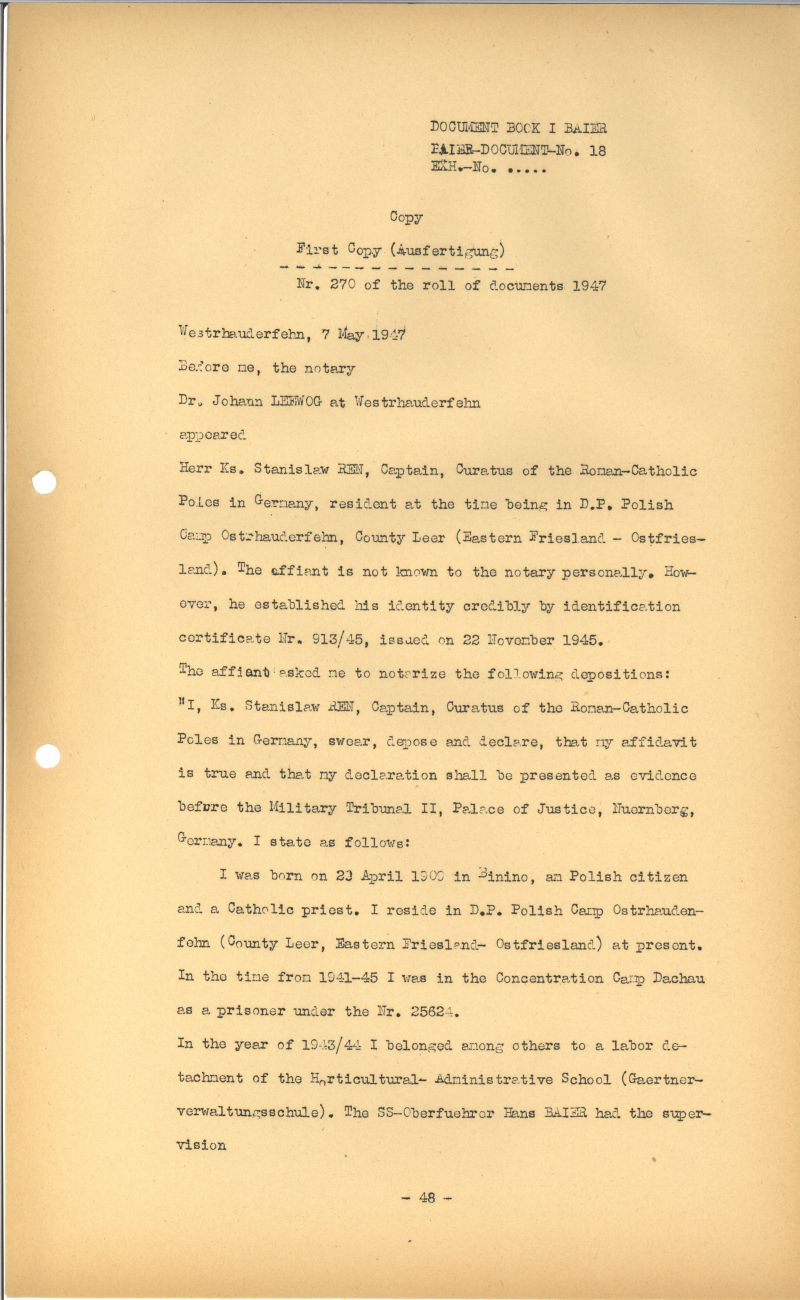 DOCUMENT BOOK I BAIER
BAIER-DOCUMENT-No. 18
EXH.-No. .....
Copy
First Copy (Ausfertigung)
Nr. 270 of the roll of documents 1947
Westrhauderfehn, 7 May 1947
Before me, the notary
Dr. Johann LEEWOG at Westrhauderfehn
appeared
Herr Ks. Stanislaw REN, Captain, Curatus of the Roman-Catholic
Poles in Germany, resident at the time being in D.P. Polish
Camp Ostrhauderfehn, County Leer (Eastern Friesland - Ostfries-
land). The affiant is not known to the notary personally. How-
ever, he established his identity credibly by identification
certificate Nr. 913/45, issued on 22 November 1945.
The affiant asked me to notarize the following depositions:
"I, Ks. Stanislaw REN, Captain, Curatus of the Roman-Catholic
Poles in Germany, swear, depose and declare, that my affidavit
is true and that my declaration shall be presented as evidence
before the Military Tribunal II, Palace of Justice, Nuernberg,
Germany. I state as follows:
I was born on April in Binino, am Polish citizen
and a Catholic priest. I reside in D.P. Polish Camp Ostrhauden-
fehn (County Leer, Eastern Friesland- Ostfriesland) at present.
In the time from 1941-45 I was in the Concentration Camp Dachau
as a prisoner under the Nr. 25624.
In the year of 1943/44 I belonged among others to a labor de-
tachment of the Horticultural- Administrative School (Gaertner-
verwaltungsschule). The SS-Oberfuehrer Hans BAIER had the super-
vision
- 48 -